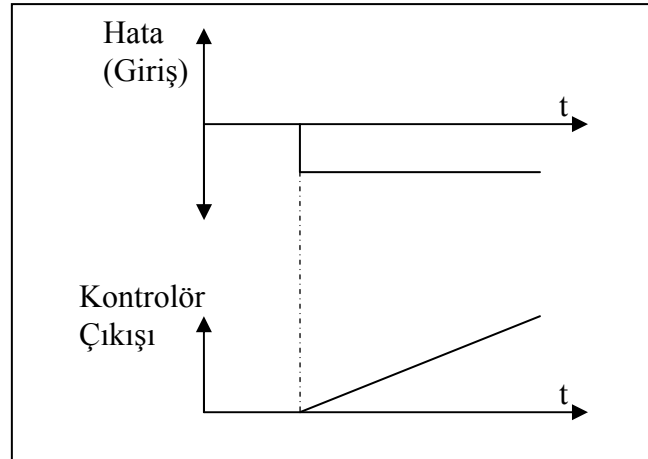 Hata
(Giriş)
t
Kontrolör
Çıkışı
t